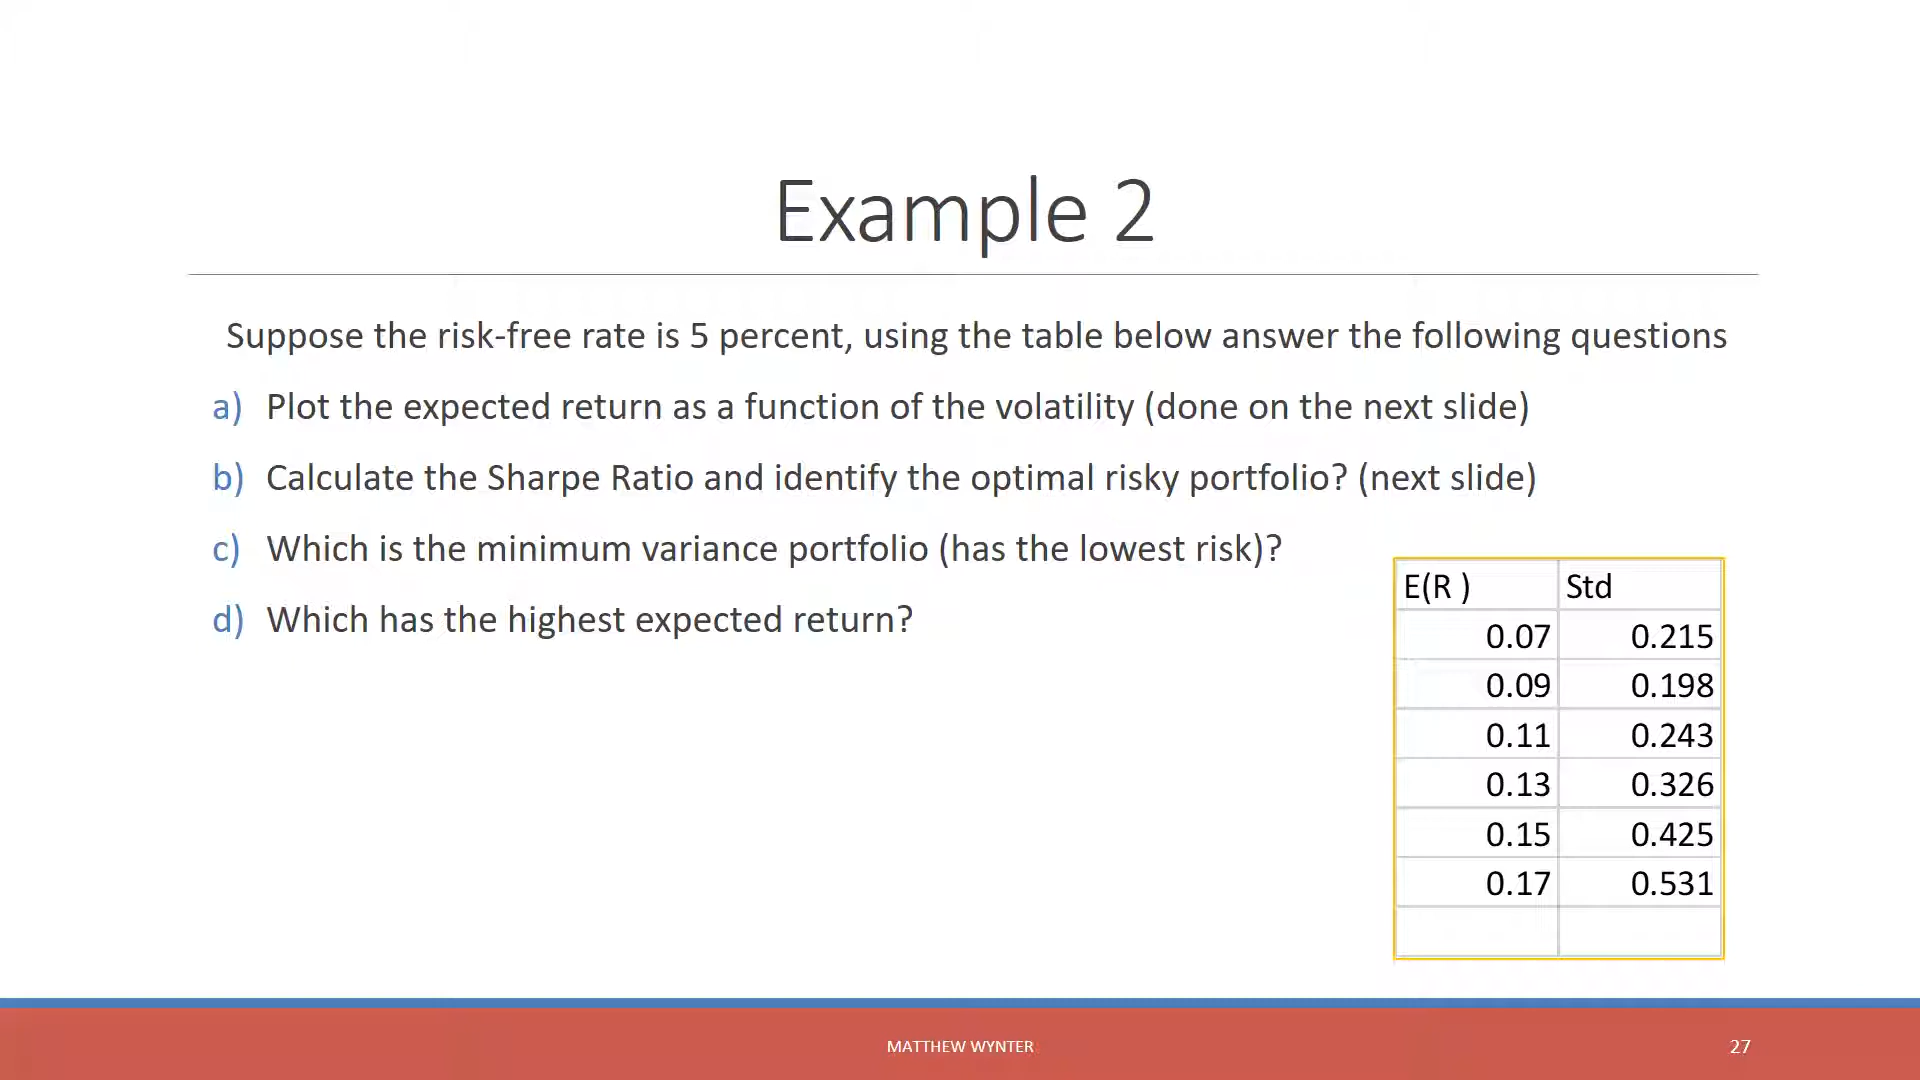 Example 2
Suppose the risk-free rate is 5 percent, using the table below answer the following questions
a) Plot the expected return as a function of the volatility (done on the next slide)
b) Calculate the Sharpe Ratio and identify the optimal risky portfolio? (next slide)
c) Which is the minimum variance portfolio (has the lowest risk)?
d) Which has the highest expected return?
E(R ) Std
0.07 0.215
0.09 0.198
0.11 0.243
0.13 0.326
0.15 0.425
0.17 0.531
MATTHEW WYNTER 27